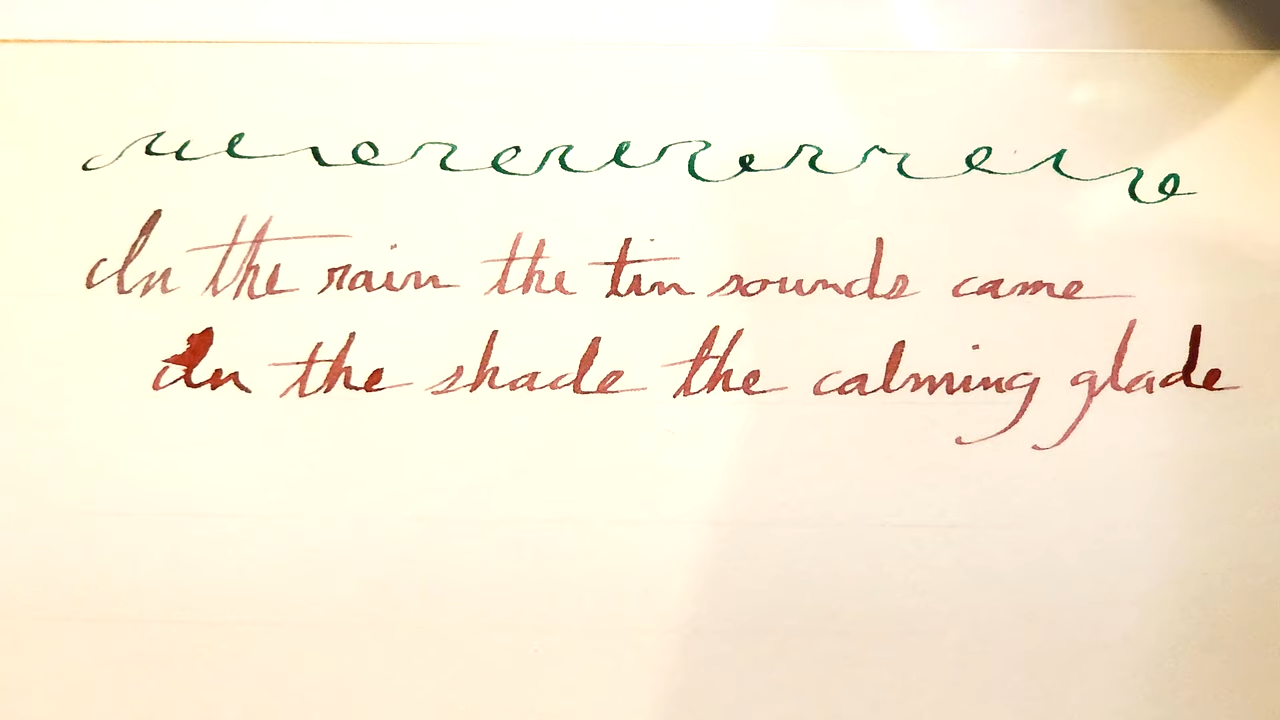 In the rain the tin sounds came
In the shade the calming glade